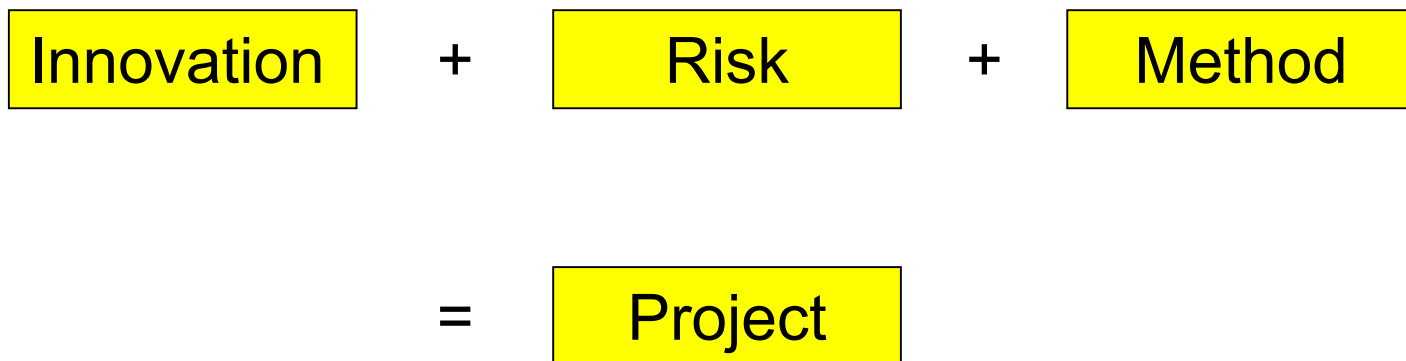 Innovation + Risk + Method
= Project